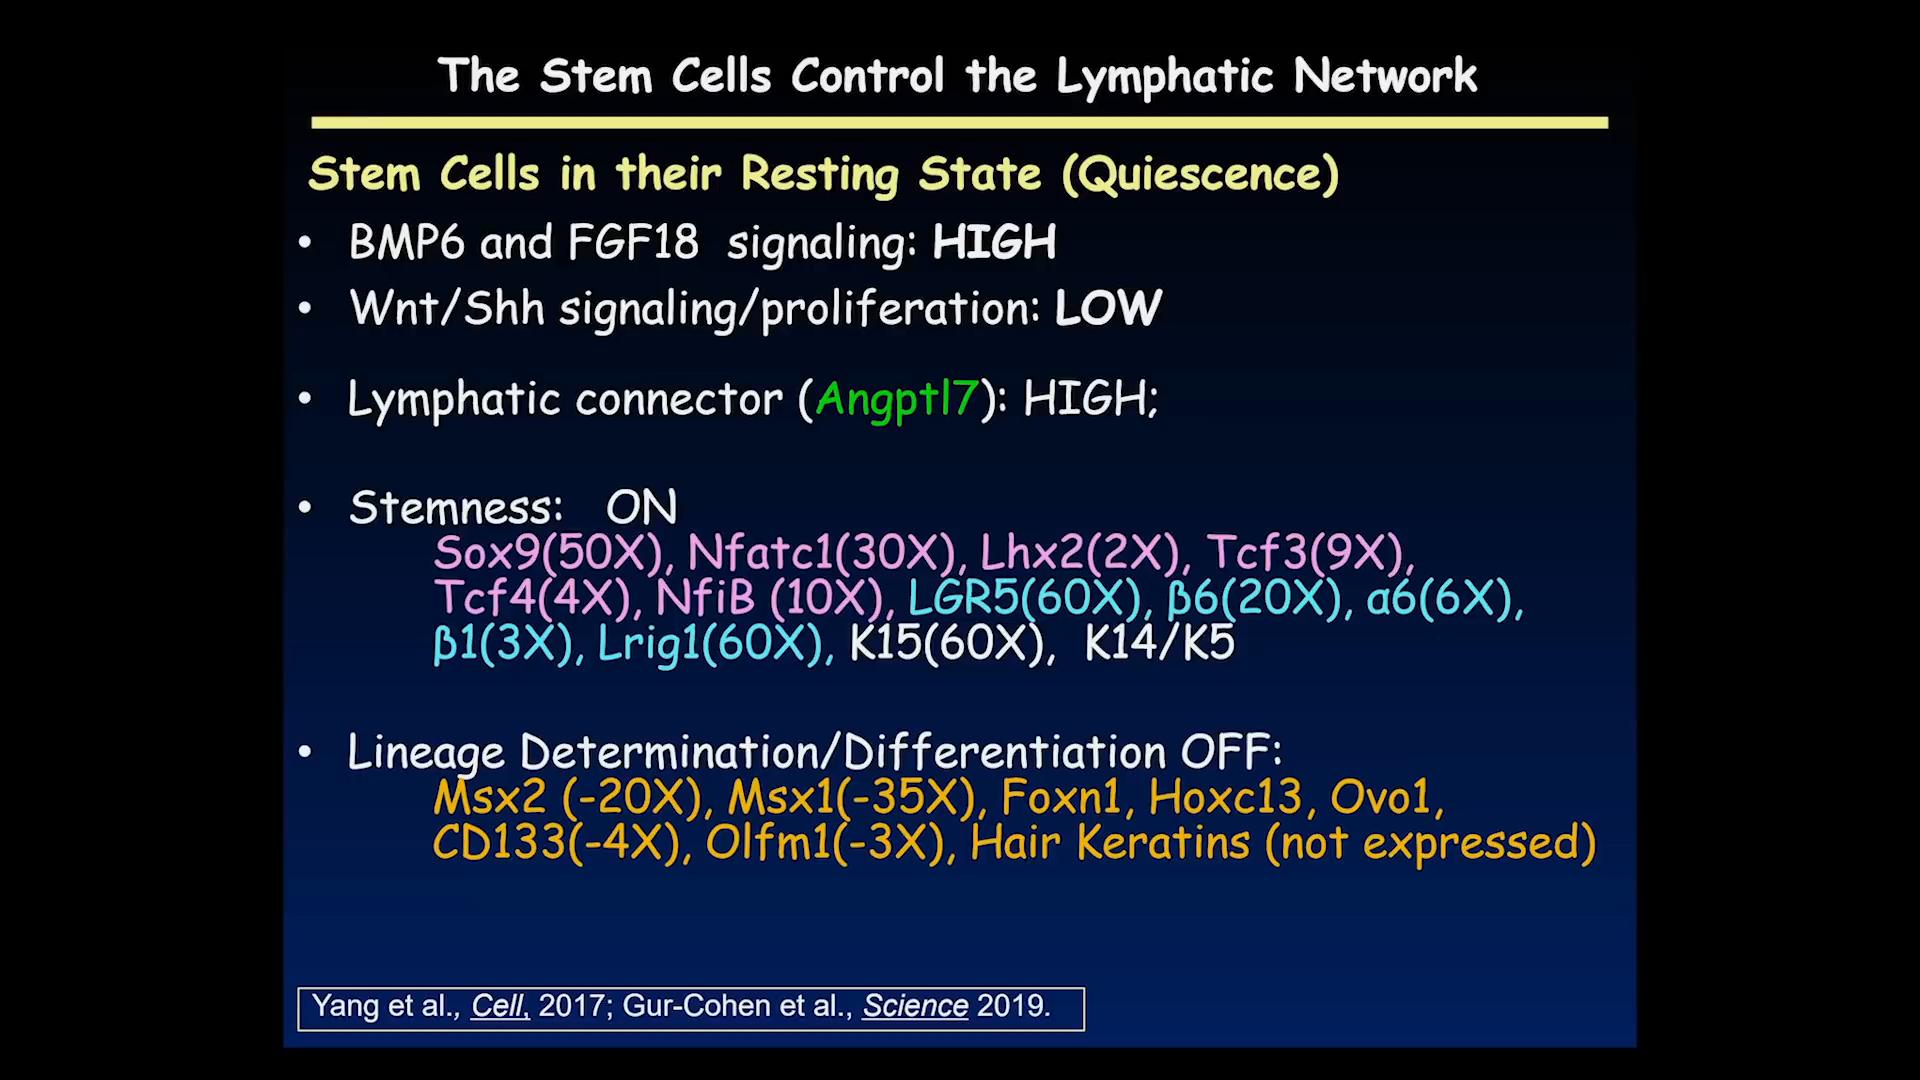 The Stem Cells Control the Lymphatic Network
Stem Cells in their Resting State (Quiescence)
• BMP6 and FGF18 signaling: HIGH
• Wnt/Shh signaling/proliferation: LOW
• Lymphatic connector (Angptl7): HIGH;
• Stemness: ON
Sox9(50X), Nfatc1(30X), Lhx2(2X), Tcf3(9X),
Tcf4(4X), NfiB (10X), LGR5(60X), β6(20X), α6(6X),
β1(3X), Lrig1(60X), K15(60X), K14/K5
• Lineage Determination/Differentiation OFF:
Msx2 (-20X), Msx1(-35X), Foxn1, Hoxc13, Ovo1,
CD133(-4X), Olfm1(-3X), Hair Keratins (not expressed)
Yang et al., Cell, 2017; Gur-Cohen et al., Science 2019.